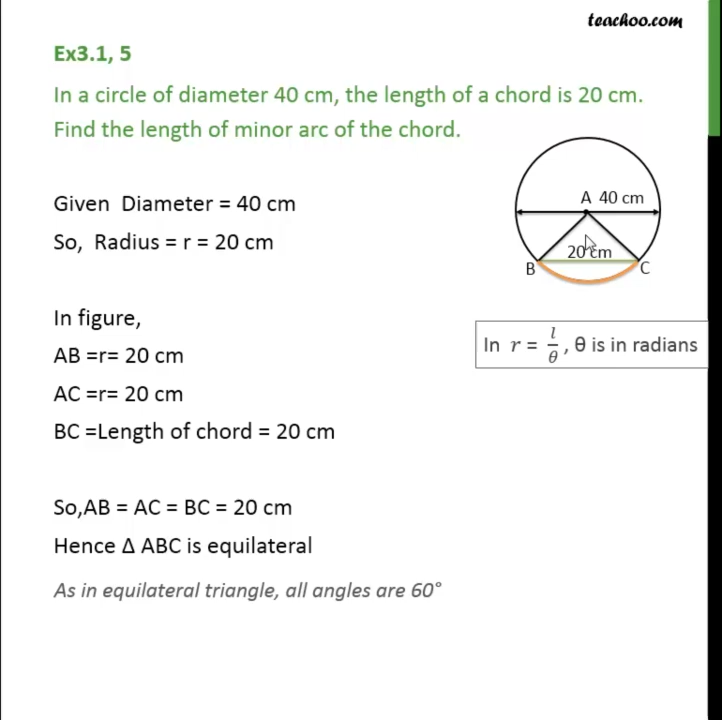 teachoo.com
Ex3.1, 5
In a circle of diameter 40 cm, the length of a chord is 20 cm.
Find the length of minor arc of the chord.
Given Diameter = 40 cm
So, Radius = r = 20 cm
A 40 cm
20 cm
B
C
In figure,
In r = l/θ , θ is in radians
AB =r= 20 cm
AC =r= 20 cm
BC =Length of chord = 20 cm
So,AB = AC = BC = 20 cm
Hence Δ ABC is equilateral
As in equilateral triangle, all angles are 60°